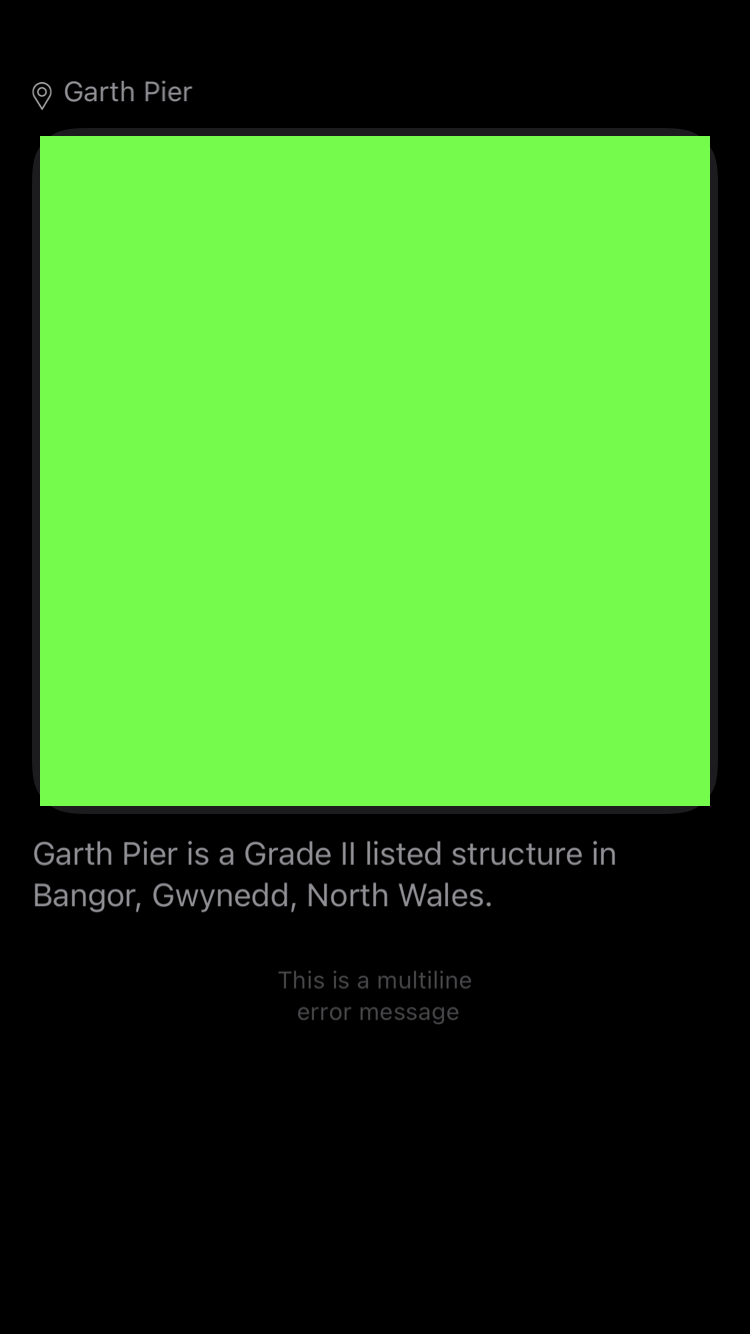 Garth Pier
Garth Pier is a Grade II listed structure in
Bangor, Gwynedd, North Wales.
This is a multiline
error message